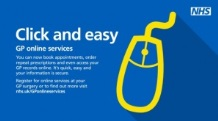 NHS
Click and easy
GP online services
You can now book appointments, order
repeat prescriptions and even access your
GP records online. It's quick, easy and
your information is secure.
Register for online services at your
GP surgery or to find out more visit
nhs.uk/GPonlineservices